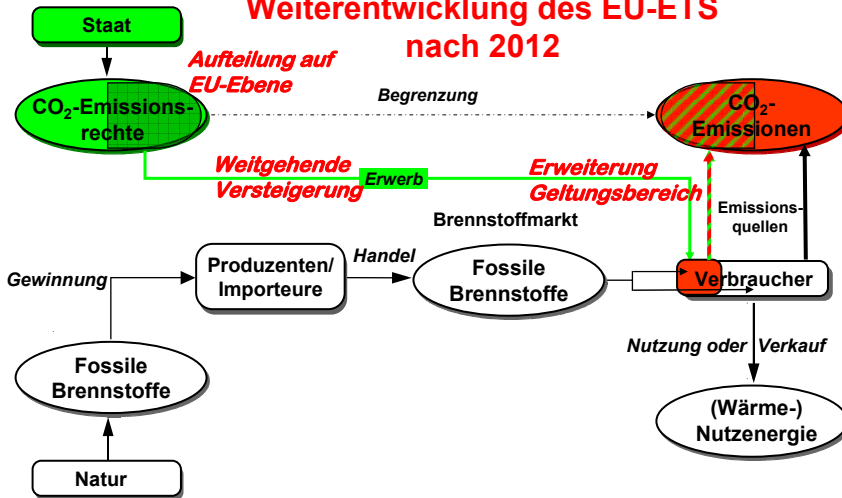 Weiterentwicklung des EU-ETS
nach 2012
Staat
Aufteilung auf
EU-Ebene
CO₂-Emissions-
rechte
Begrenzung
CO₂-
Emissionen
Weitgehende
Versteigerung
Erwerb
Erweiterung
Geltungsbereich
Emissions-
quellen
Brennstoffmarkt
Gewinnung
Produzenten/
Importeure
Handel
Fossile
Brennstoffe
Verbraucher
Nutzung oder Verkauf
Fossile
Brennstoffe
(Wärme-)
Nutzenergie
Natur